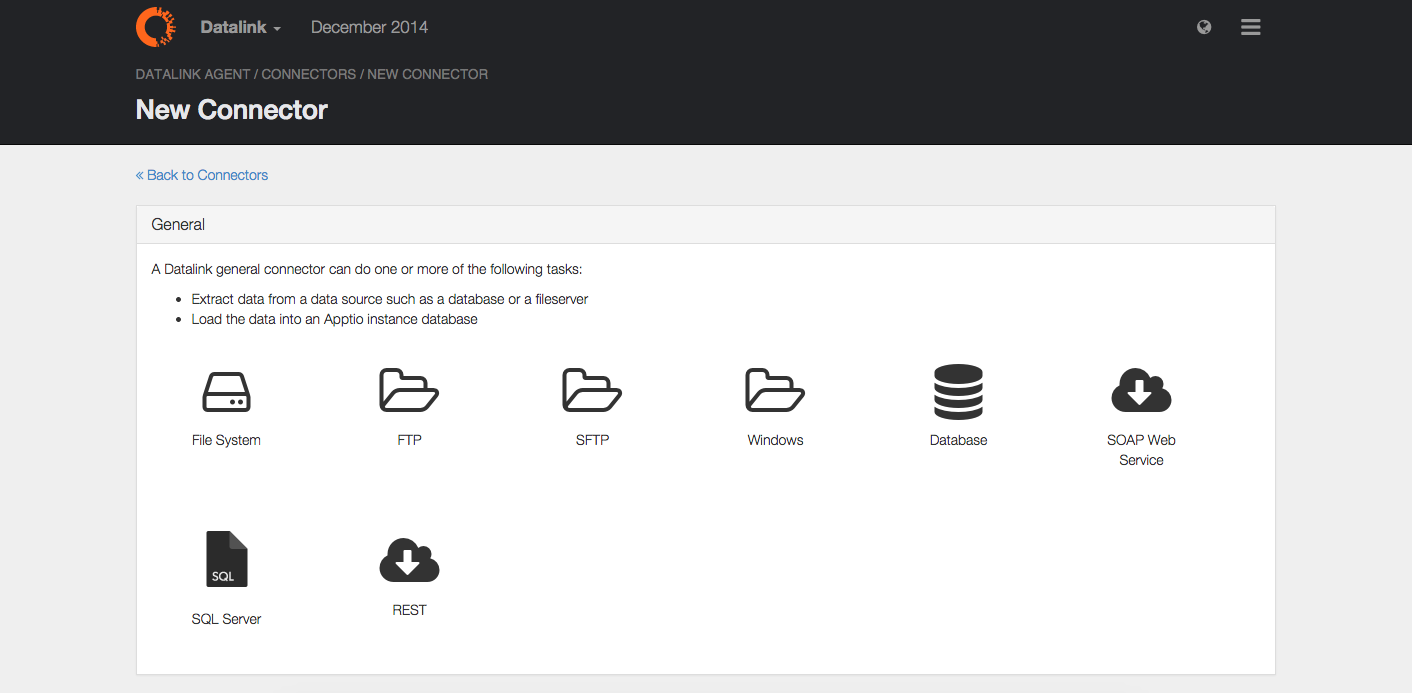 Datalink December 2014
DATALINK AGENT / CONNECTORS / NEW CONNECTOR
New Connector
« Back to Connectors
General
A Datalink general connector can do one or more of the following tasks:
• Extract data from a data source such as a database or a fileserver
• Load the data into an Apptio instance database
File System FTP SFTP Windows Database SOAP Web
Service
SQL
SQL Server REST